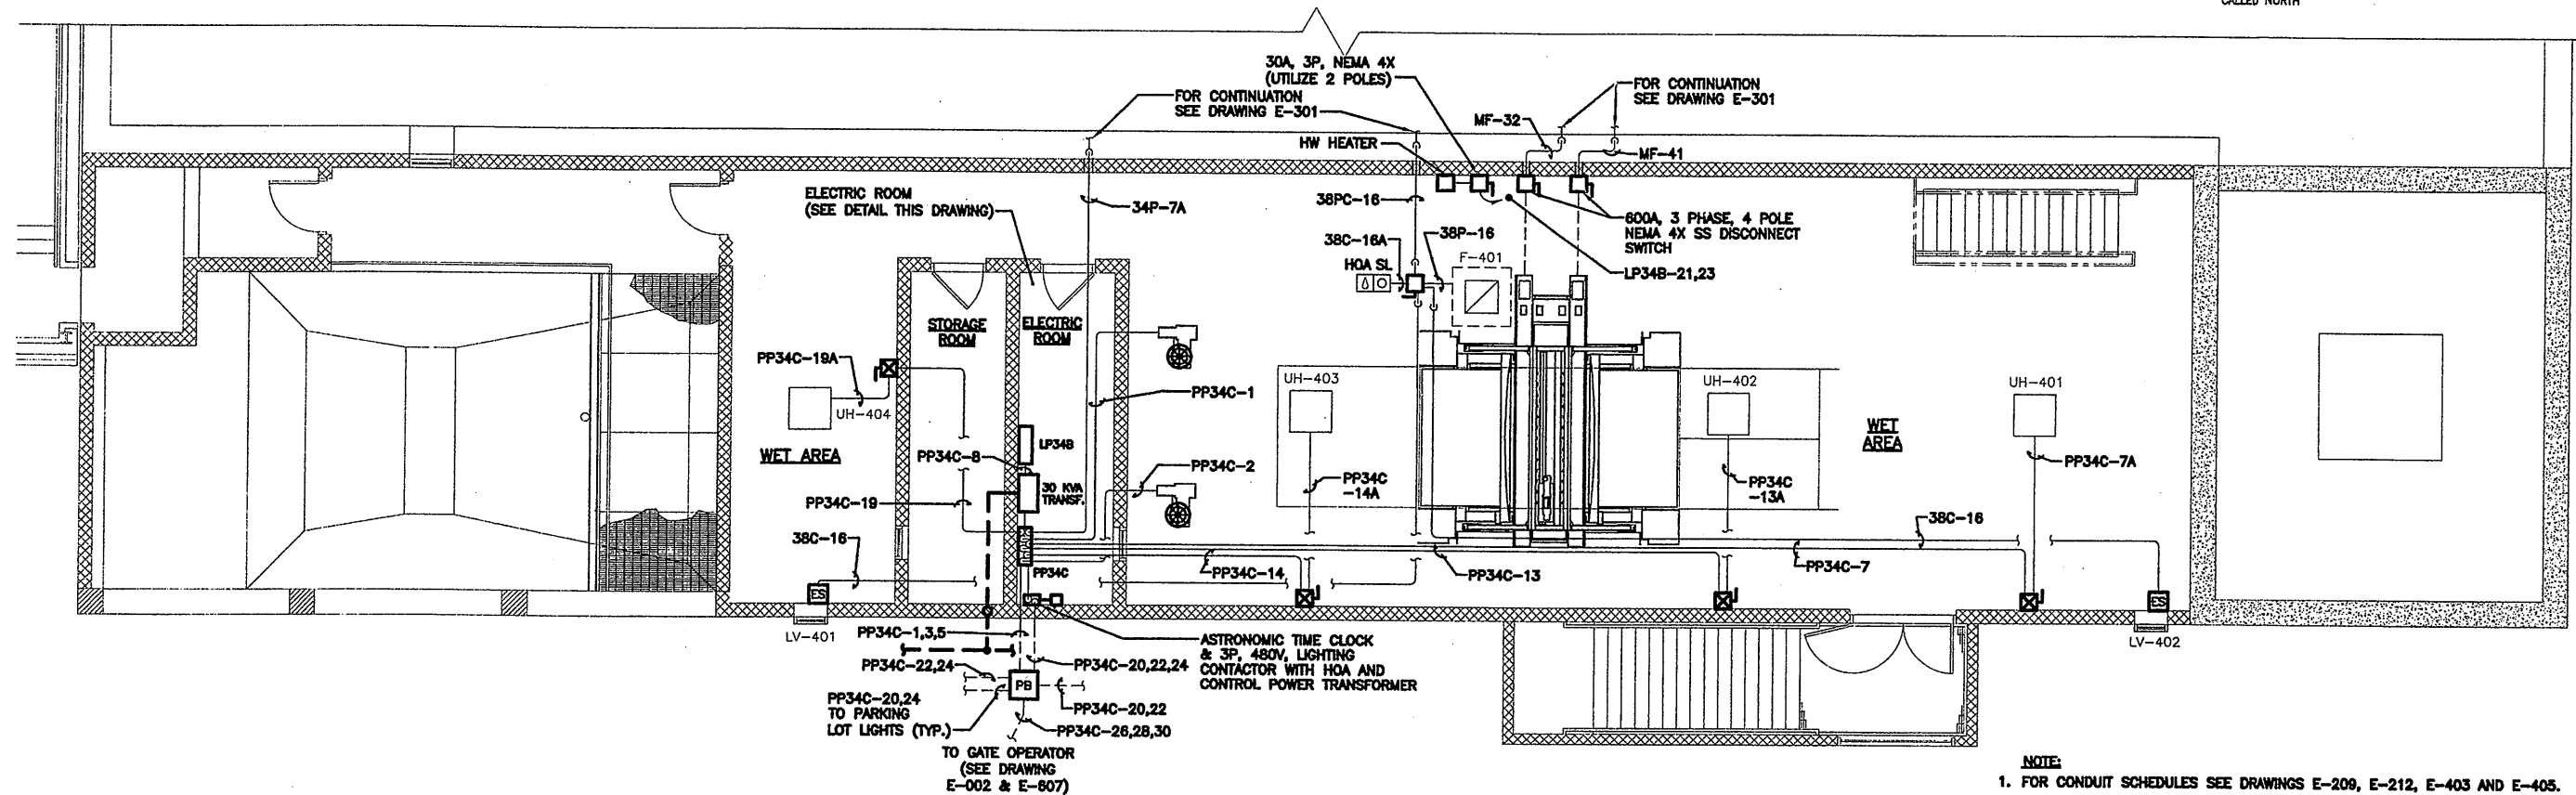 CALLED NORTH
30A, 3P, NEMA 4X
(UTILIZE 2 POLES)
FOR CONTINUATION
SEE DRAWING E-301
FOR CONTINUATION
SEE DRAWING E-301
MF-32
HW HEATER
MF-41
ELECTRIC ROOM
(SEE DETAIL THIS DRAWING)
34P-7A
38PC-16
600A, 3 PHASE, 4 POLE
NEMA 4X SS DISCONNECT
SWITCH
38C-16A
38P-16
F-401
HOA SL
LP34B-21,23
STORAGE
ROOM
ELECTRIC
ROOM
PP34C-19A
UH-404
PP34C-1
UH-403
UH-402
UH-401
LP34B
WET AREA
WET
AREA
PP34C-8
30 KVA
TRANSF.
PP34C-2
PP34C
-14A
PP34C
-13A
PP34C-7A
PP34C-19
38C-16
38C-16
PP34C
PP34C-14
PP34C-13
PP34C-7
ES
ES
LV-401
LV-402
PP34C-1,3,5
ASTRONOMIC TIME CLOCK
& 3P, 480V, LIGHTING
CONTACTOR WITH HOA AND
CONTROL POWER TRANSFORMER
PP34C-22,24
PP34C-20,22,24
PB
PP34C-20,24
TO PARKING
LOT LIGHTS (TYP.)
PP34C-20,22
PP34C-26,28,30
TO GATE OPERATOR
(SEE DRAWING
E-002 & E-607)
NOTE:
1. FOR CONDUIT SCHEDULES SEE DRAWINGS E-209, E-212, E-403 AND E-405.